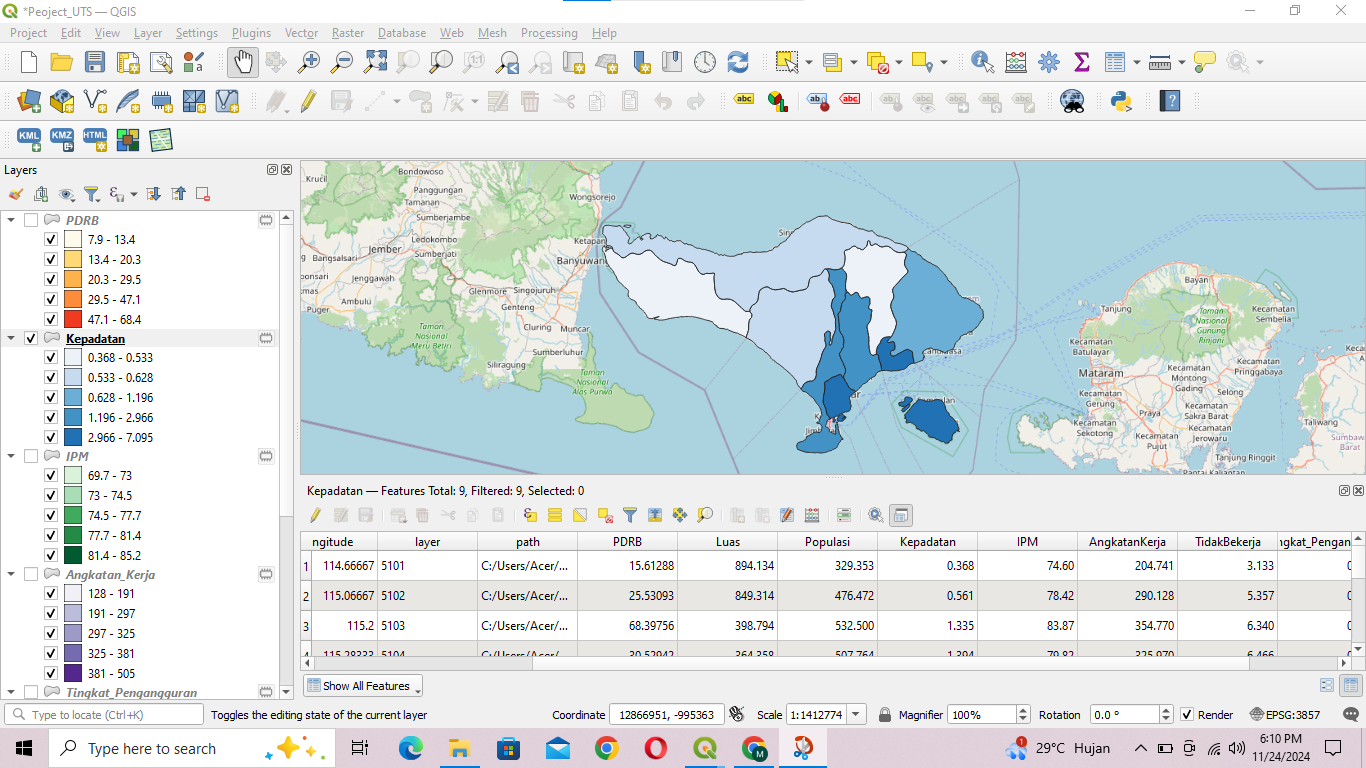 *Peoject_UTS — QGIS
Project Edit View Layer Settings Plugins Vector Raster Database Web Mesh Processing Help
KML KMZ HTML
Layers
PDRB
7.9 - 13.4
13.4 - 20.3
20.3 - 29.5
29.5 - 47.1
47.1 - 68.4
Kepadatan
0.368 - 0.533
0.533 - 0.628
0.628 - 1.196
1.196 - 2.966
2.966 - 7.095
IPM
69.7 - 73
73 - 74.5
74.5 - 77.7
77.7 - 81.4
81.4 - 85.2
Angkatan_Kerja
128 - 191
191 - 297
297 - 325
325 - 381
381 - 505
Tingkat_Pengangguran
Bondowoso
Krucil
Panggungan
Tamanan
Sumberjambe
Wongsorejo
Ledokombo
Jember
Sumberjati
Bangsalsari
Jenggawah
Ambulu
Puger
Banyuwan
Glenmore
Singojuruh
Genteng
Cluring
Muncar
Sumberluhur
Siliragung
Taman
Nasional
Meru Betiri
Taman
Nasional
Alas Purwo
Tanjung
Bayan
Taman
Nasional
Gunung
Rinjani
Kecamatan
Sembelia
Kecamatan
Batulayar
Mataram
Kecamatan
Pringgabaya
Kecamatan
Montong
Gading
Kecamatan
Gerung
Selong
Kecamatan
Sakra Barat
Praya
Kecamatan
Sekotong
Kecamatan
Pujut
Kecamatan
Jerowaru
Tanjung Ringgit
Taliwang
Sumbaw
Barat
Kepadatan — Features Total: 9, Filtered: 9, Selected: 0
ngitude layer path PDRB Luas Populasi Kepadatan IPM AngkatanKerja TidakBekerja ngkat_Pengan
1 114.66667 5101 C:/Users/Acer/... 15.61288 894.134 329.353 0.368 74.60 204.741 3.133 0
2 115.06667 5102 C:/Users/Acer/... 25.53093 849.314 476.472 0.561 78.42 290.128 5.357 0
3 115.2 5103 C:/Users/Acer/... 68.39756 398.794 532.500 1.335 83.87 354.770 6.340 0
4 115.28333 5104 C:/Users/Acer/... 30.52942 364.358 507.764 1.394 79.82 325.970 6.466
Show All Features
Type to locate (Ctrl+K) Toggles the editing state of the current layer Coordinate 12866951, -995363 Scale 1:1412774 Magnifier 100% Rotation 0.0 ° Render EPSG:3857
Type here to search 29°C Hujan 6:10 PM
11/24/2024